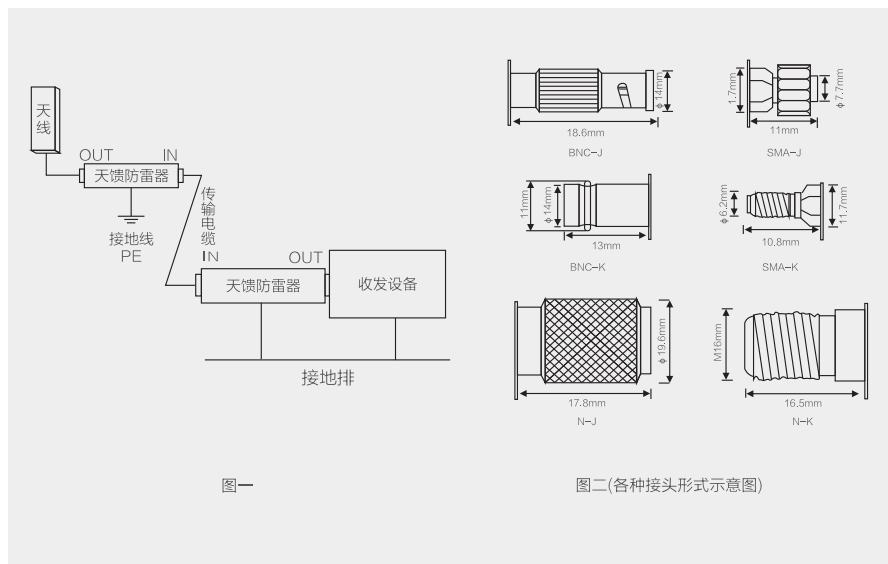 天线
OUT
IN
天馈防雷器
传输电缆
接地线
PE
IN
OUT
天馈防雷器
收发设备
接地排
图一
ϕ14mm
18.6mm
BNC-J
1.7mm
ϕ7.7mm
11mm
SMA-J
11mm
ϕ14mm
13mm
BNC-K
ϕ6.2mm
11.7mm
10.8mm
SMA-K
ϕ19.6mm
17.8mm
N-J
M16mm
16.5mm
N-K
图二(各种接头形式示意图)